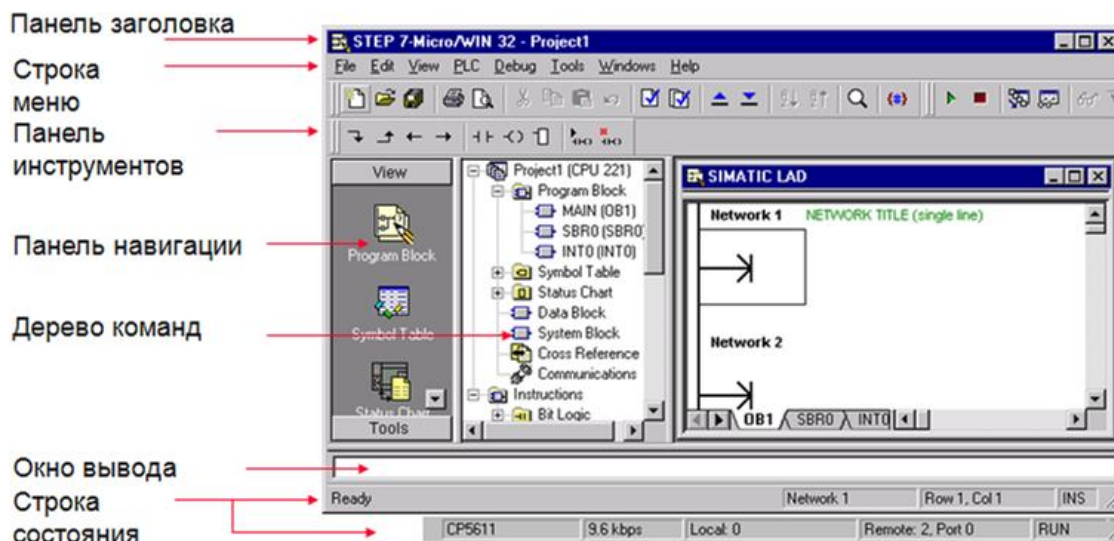 Панель заголовка
STEP 7-Micro/WIN 32 - Project1
Строка
меню
File Edit View PLC Debug Tools Windows Help
Панель
инструментов
View
Project1 (CPU 221)
Program Block
MAIN (OB1)
SBR0 (SBR0)
INT0 (INT0)
Symbol Table
Status Chart
Data Block
System Block
Cross Reference
Communications
Instructions
Bit Logic
SIMATIC LAD
Network 1 NETWORK TITLE (single line)
Network 2
OB1 SBR0 INT0
Панель навигации
Program Block
Дерево команд
Symbol Table
Status Chart
Tools
Окно вывода
Строка
состояния
Ready Network 1 Row 1, Col 1 INS
CP5611 9.6 kbps Local: 0 Remote: 2, Port 0 RUN